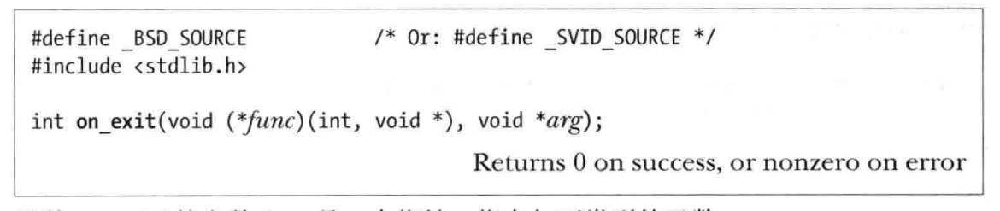 #define _BSD_SOURCE /* Or: #define _SVID_SOURCE */
#include <stdlib.h>
int on_exit(void (*func)(int, void *), void *arg);
Returns 0 on success, or nonzero on error